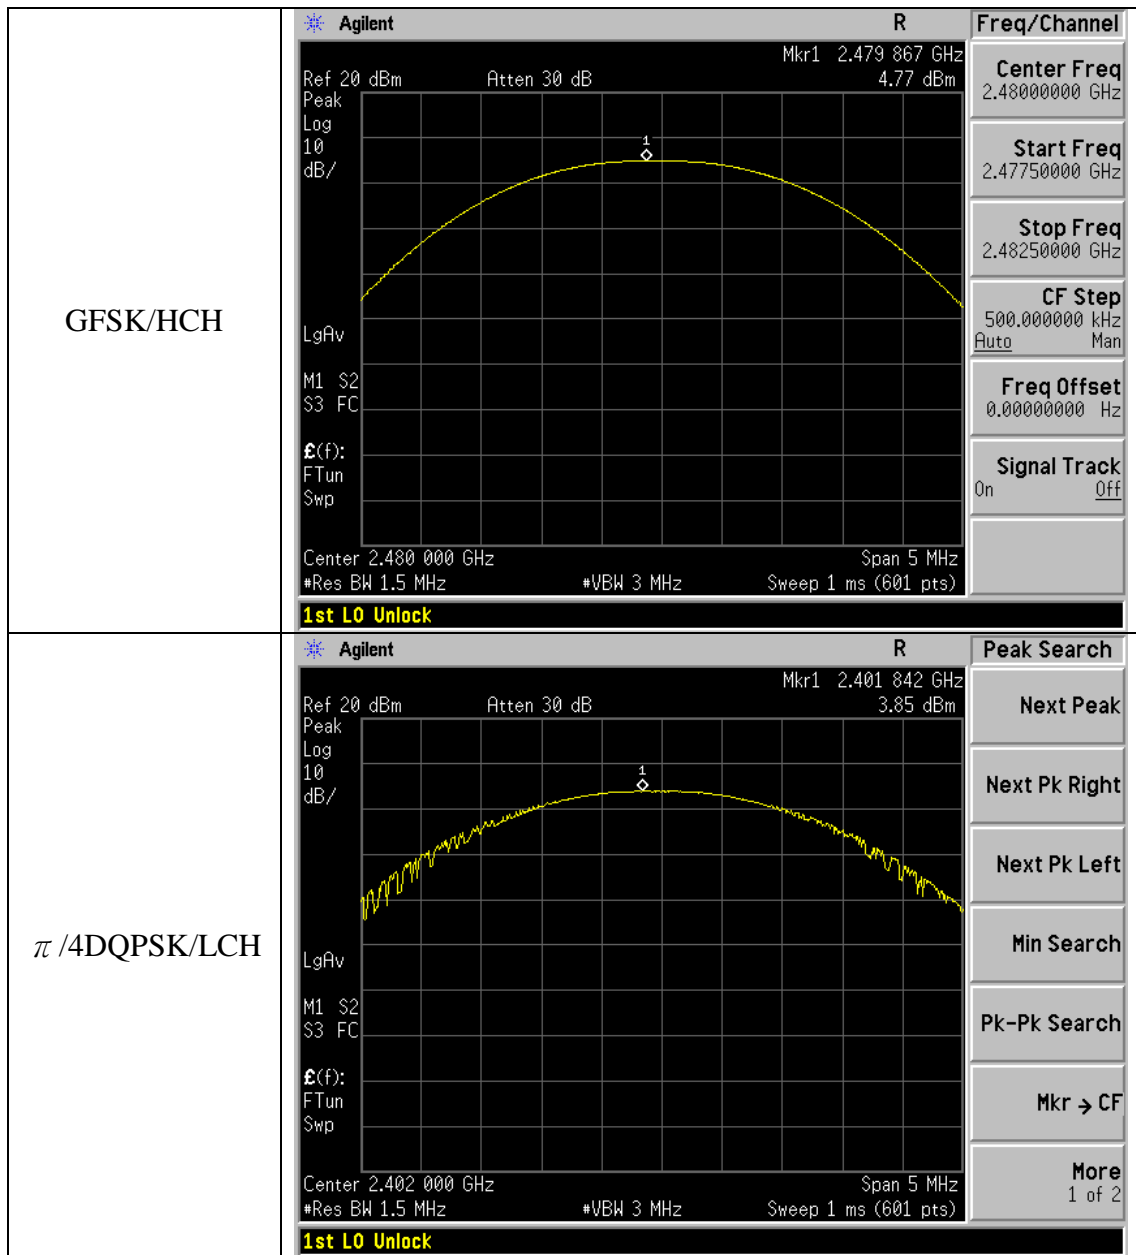 GFSK/HCH
Agilent R Freq/Channel
Mkr1 2.479 867 GHz
Ref 20 dBm Atten 30 dB 4.77 dBm
Peak
Log
10
dB/
1
LgAv
M1 S2
S3 FC
£(f):
FTun
Swp
Center 2.480 000 GHz Span 5 MHz
#Res BW 1.5 MHz #VBW 3 MHz Sweep 1 ms (601 pts)
1st LO Unlock
Center Freq
2.48000000 GHz
Start Freq
2.47750000 GHz
Stop Freq
2.48250000 GHz
CF Step
500.000000 kHz
Auto Man
Freq Offset
0.00000000 Hz
Signal Track
On Off
π/4DQPSK/LCH
Agilent R Peak Search
Mkr1 2.401 842 GHz
Ref 20 dBm Atten 30 dB 3.85 dBm
Peak
Log
10
dB/
1
LgAv
M1 S2
S3 FC
£(f):
FTun
Swp
Center 2.402 000 GHz Span 5 MHz
#Res BW 1.5 MHz #VBW 3 MHz Sweep 1 ms (601 pts)
1st LO Unlock
Next Peak
Next Pk Right
Next Pk Left
Min Search
Pk-Pk Search
Mkr → CF
More
1 of 2